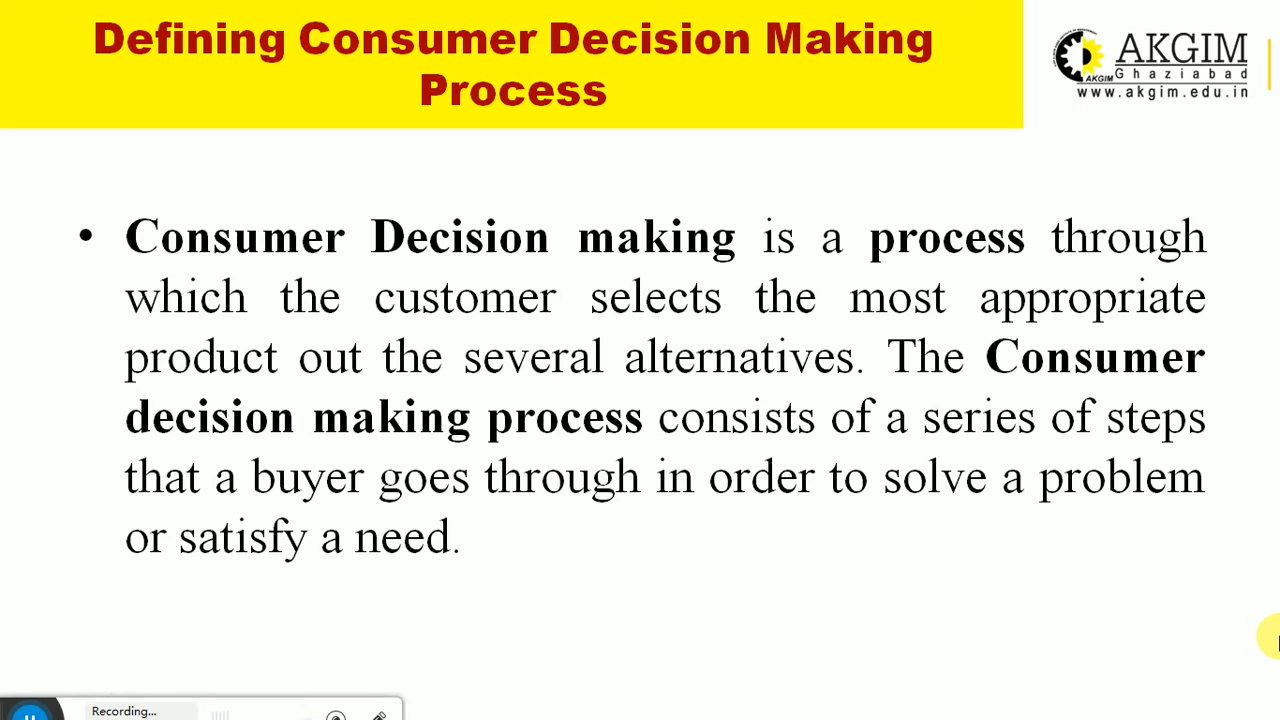 Defining Consumer Decision Making
Process
AKGIM
Ghaziabad
AKGIM
www.akgim.edu.in
• Consumer Decision making is a process through
which the customer selects the most appropriate
product out the several alternatives. The Consumer
decision making process consists of a series of steps
that a buyer goes through in order to solve a problem
or satisfy a need.
Recording...